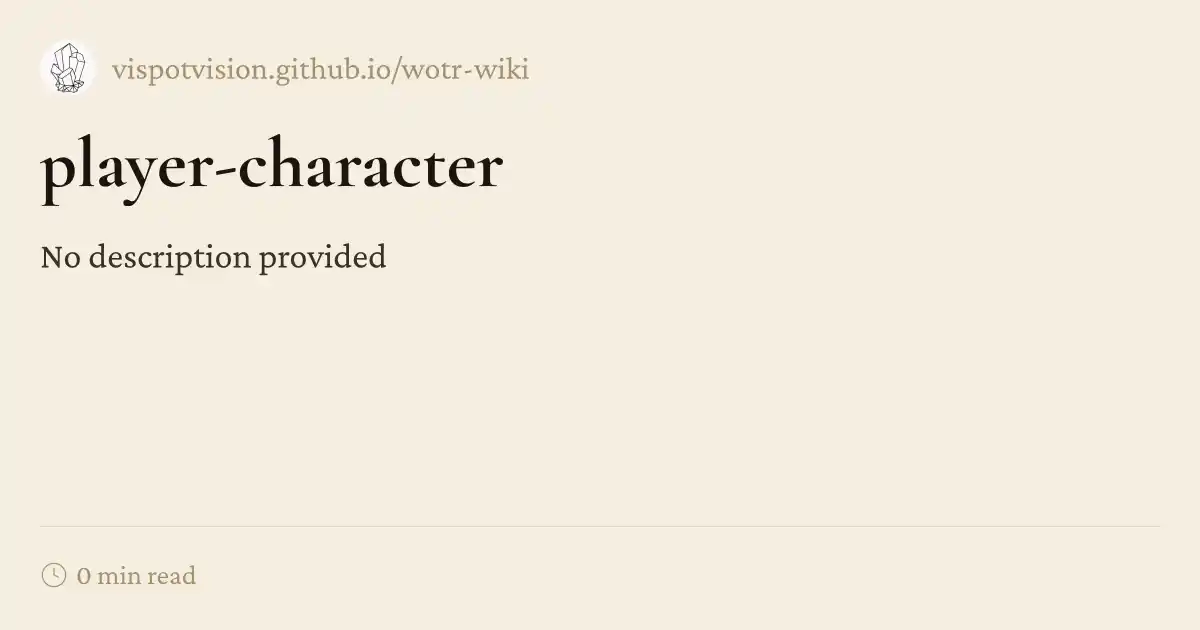 vispotvision.github.io/wotr-wiki
player-character
No description provided
0 min read